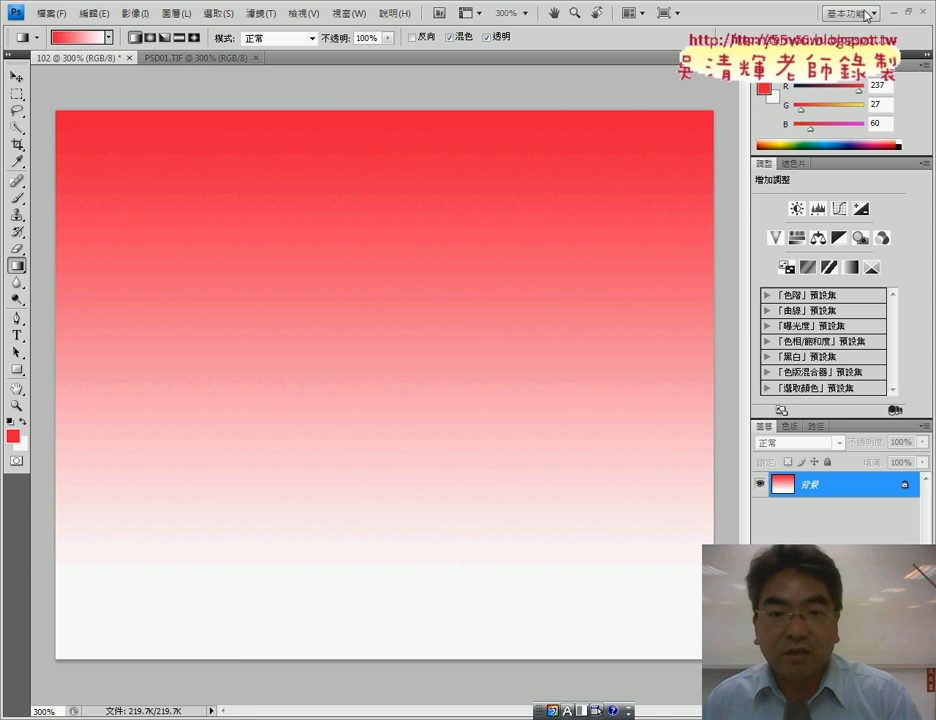 Ps 檔案(F) 編輯(E) 影像(I) 圖層(L) 選取(S) 濾鏡(T) 檢視(V) 視窗(W) 說明(H) Br 300% 基本功能
模式: 正常 不透明: 100% 反向 混色 透明
102 @ 300% (RGB/8) * PSD01.TIF @ 300% (RGB/8)
吳清輝老師錄製
R 237
G 27
B 60
調整 遮色片
增加調整
「色階」預設集
「曲線」預設集
「曝光度」預設集
「色相/飽和度」預設集
「黑白」預設集
「色版混合器」預設集
「選取顏色」預設集
圖層 色版 路徑
正常 不透明度: 100%
鎖定: 填滿: 100%
背景
300% 文件: 219.7K/219.7K